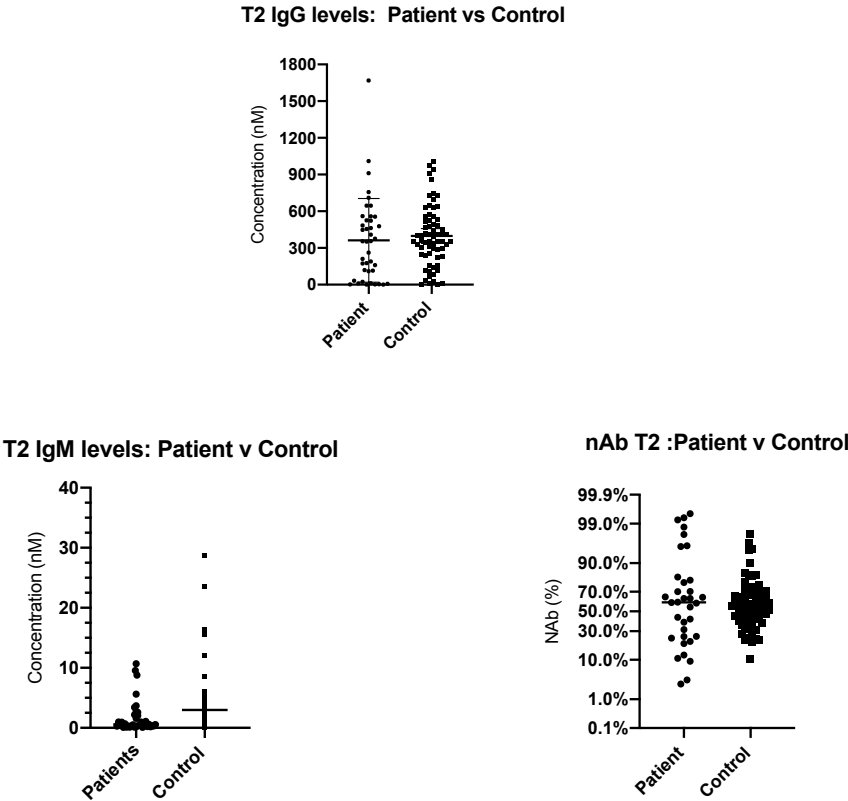 T2 IgG levels:  Patient vs Control
1800
1500
1200
900
600
300
0
Concentration (nM)
Patient
Control
T2 IgM levels: Patient v Control
40
30
20
10
0
Concentration (nM)
Patients
Control
nAb T2 :Patient v Control
99.9%
99.0%
90.0%
70.0%
50.0%
30.0%
10.0%
1.0%
0.1%
NAb (%)
Patient
Control